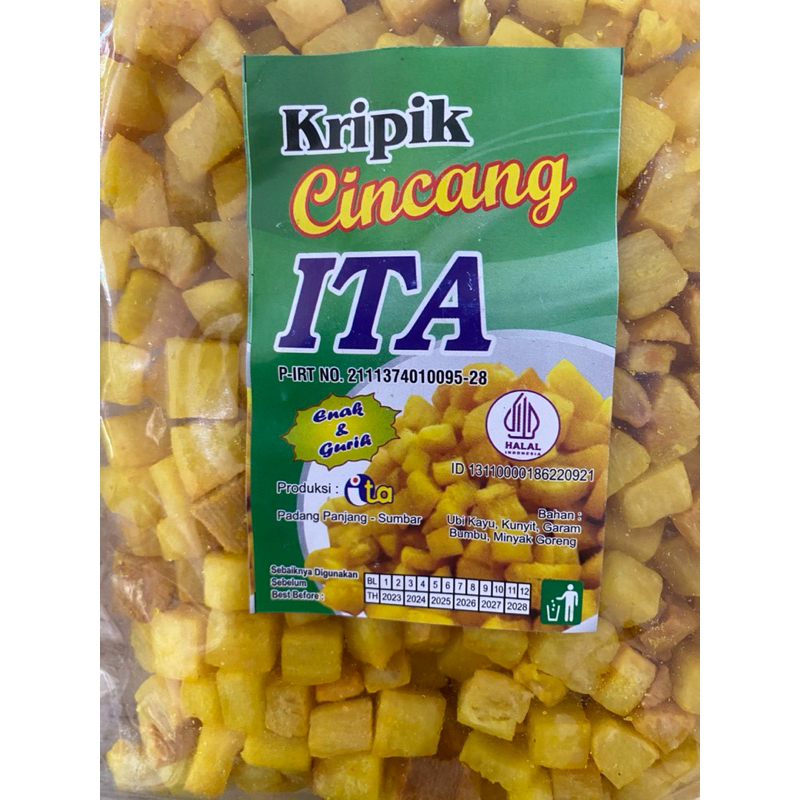 Kripik
Cincang
ITA
P-IRT NO. 2111374010095-28
Enak
&
Gurih
HALAL
INDONESIA
ID 13110000186220921
Produksi : ita
Padang Panjang - Sumbar
Bahan :
Ubi Kayu, Kunyit, Garam
Bumbu, Minyak Goreng
Sebaiknya Digunakan
Sebelum
Best Before :
BL 1 2 3 4 5 6 7 8 9 10 11 12
TH 2023 2024 2025 2026 2027 2028